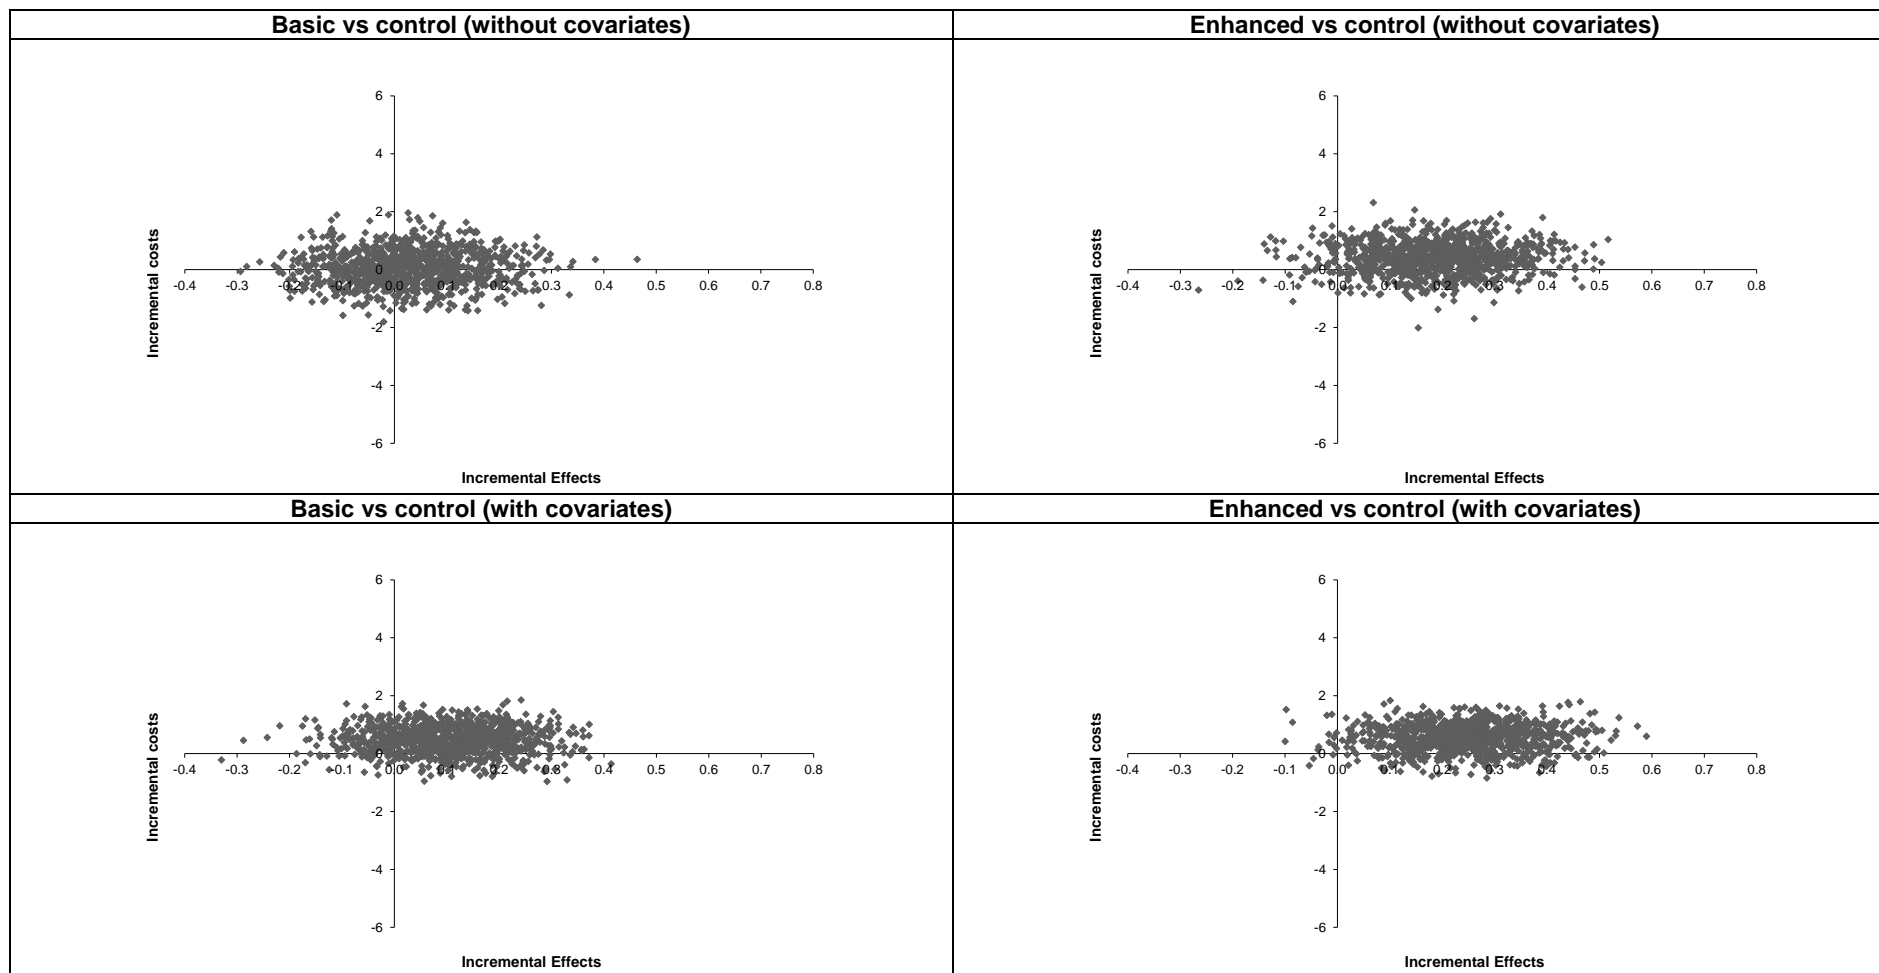 Basic vs control (without covariates)
Enhanced vs control (without covariates)
6
4
2
0
-2
-4
-6
-0.4 -0.3 -0.2 -0.1 0.0 0.1 0.2 0.3 0.4 0.5 0.6 0.7 0.8
Incremental costs
Incremental Effects
6
4
2
0
-2
-4
-6
-0.4 -0.3 -0.2 -0.1 0.0 0.1 0.2 0.3 0.4 0.5 0.6 0.7 0.8
Incremental costs
Incremental Effects
Basic vs control (with covariates)
Enhanced vs control (with covariates)
6
4
2
0
-2
-4
-6
-0.4 -0.3 -0.2 -0.1 0.0 0.1 0.2 0.3 0.4 0.5 0.6 0.7 0.8
Incremental costs
Incremental Effects
6
4
2
0
-2
-4
-6
-0.4 -0.3 -0.2 -0.1 0.0 0.1 0.2 0.3 0.4 0.5 0.6 0.7 0.8
Incremental costs
Incremental Effects